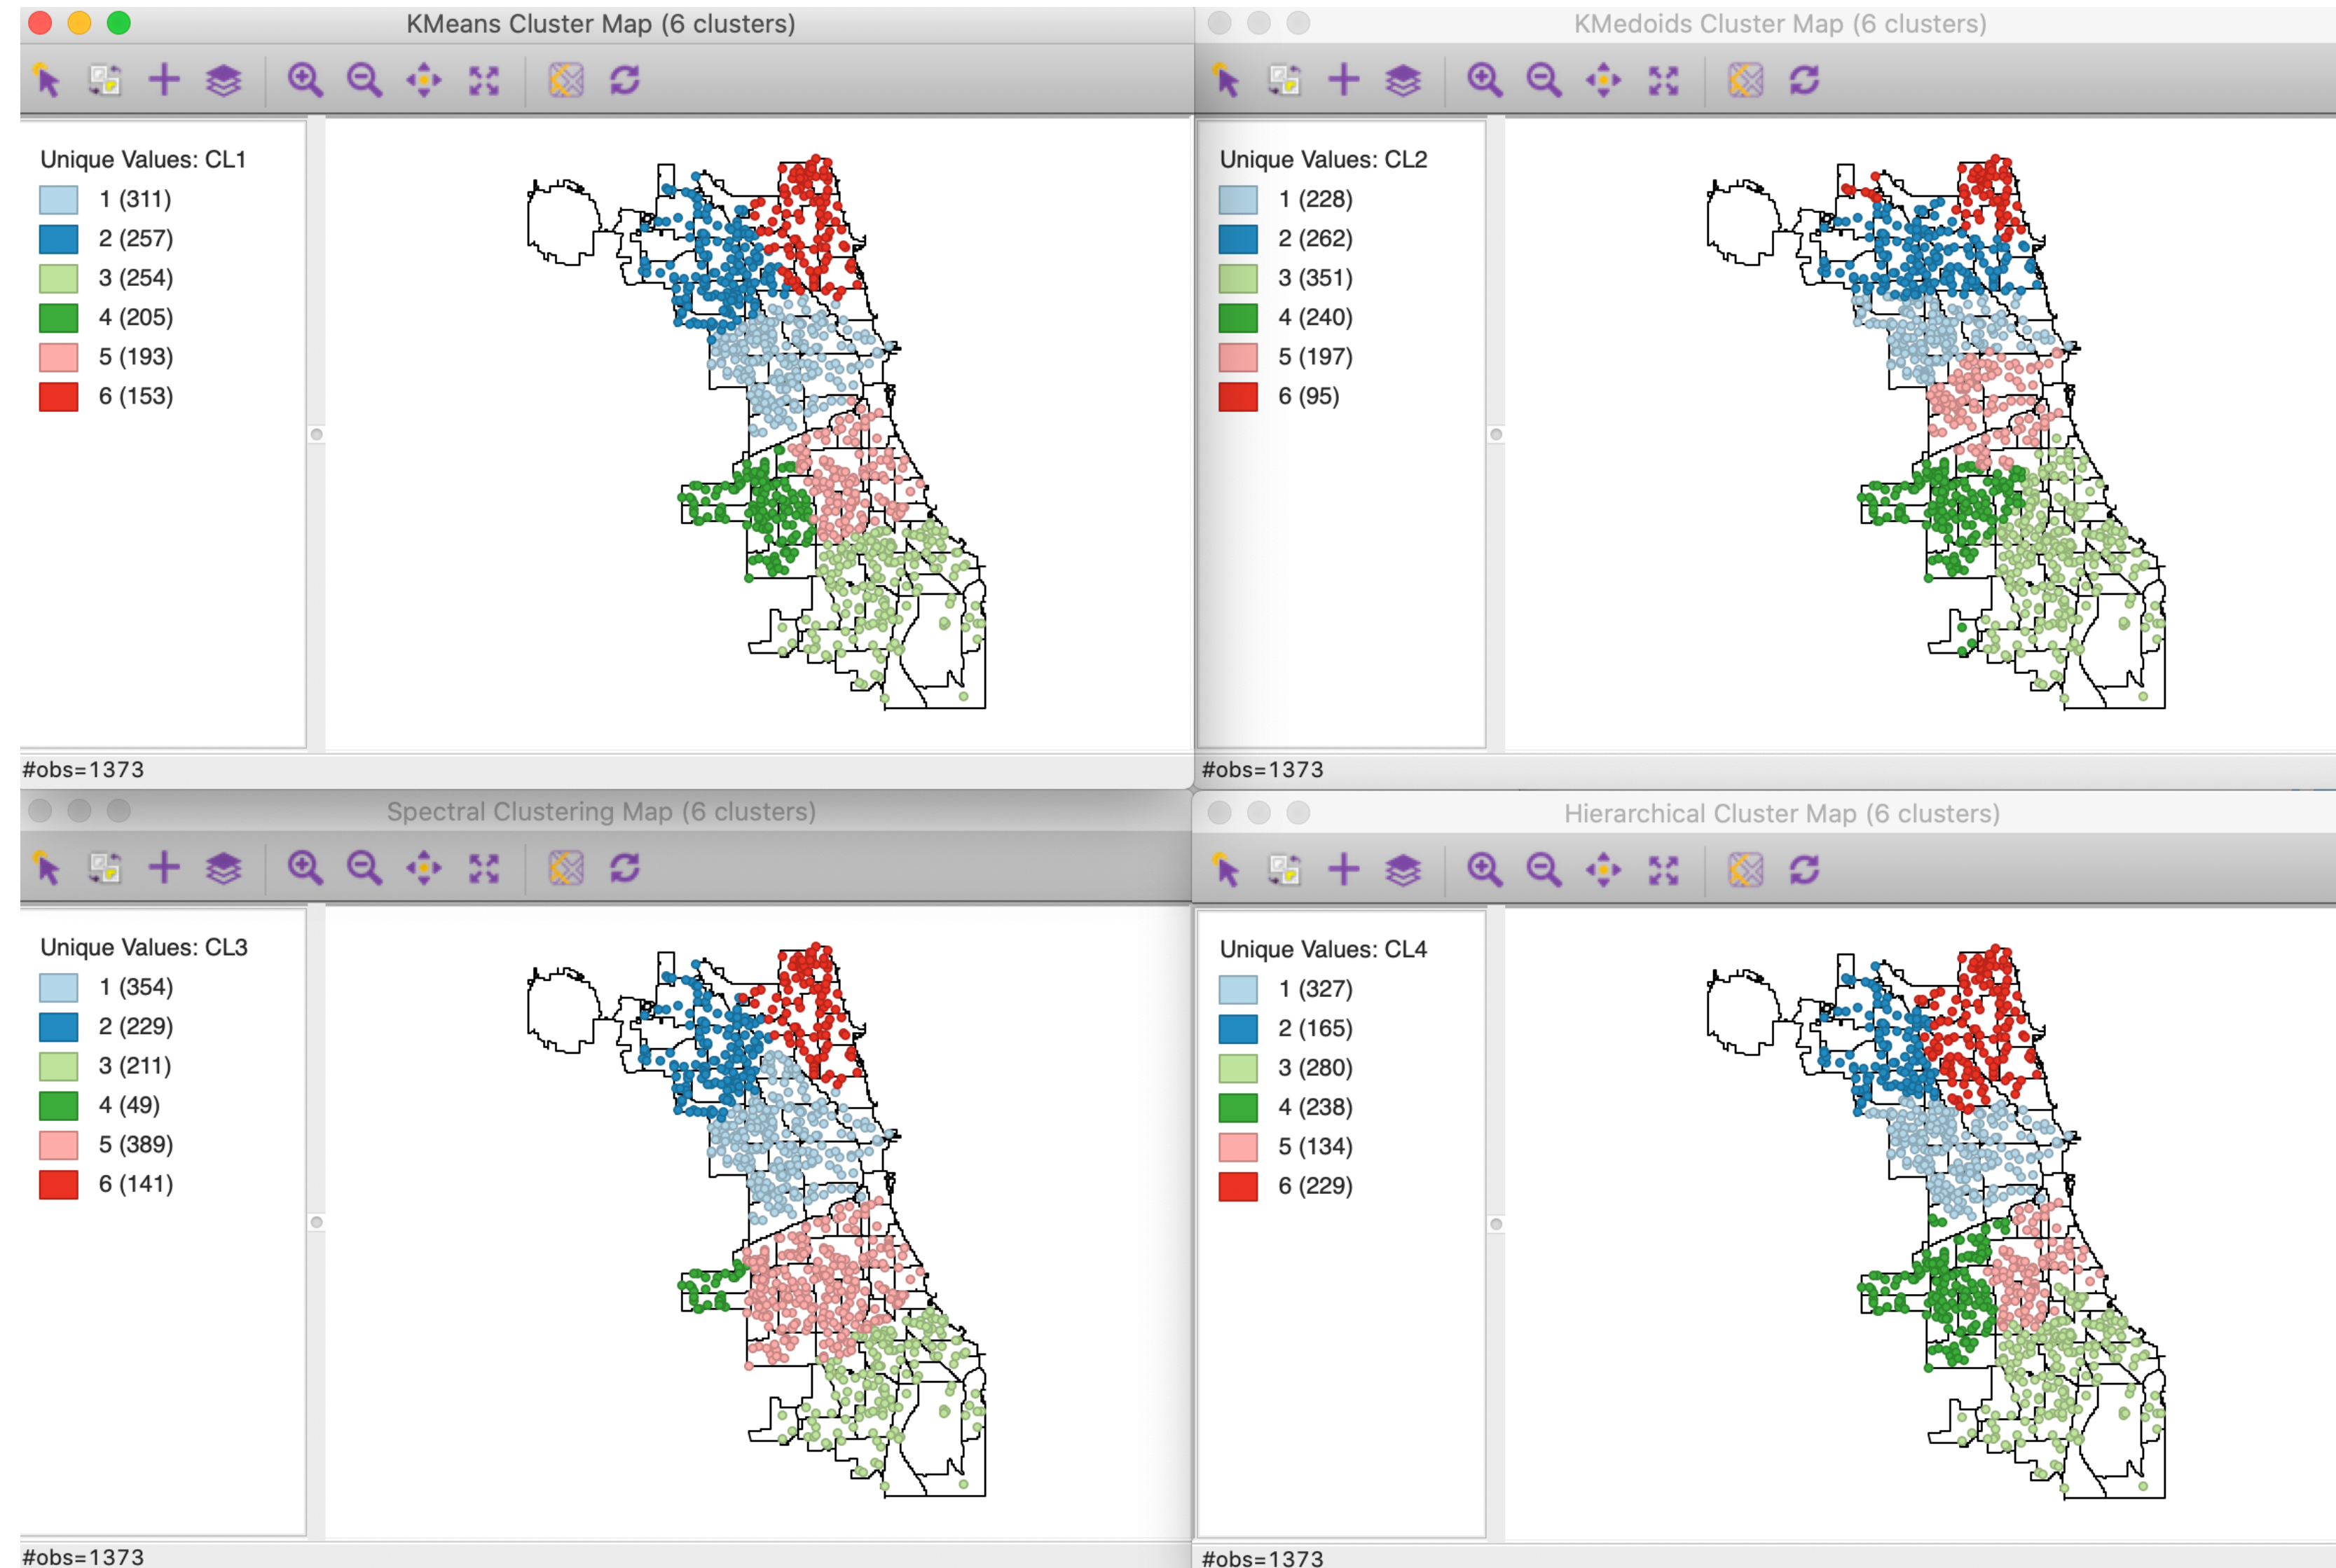 KMeans Cluster Map (6 clusters)
Unique Values: CL1
1 (311)
2 (257)
3 (254)
4 (205)
5 (193)
6 (153)
#obs=1373
KMedoids Cluster Map (6 clusters)
Unique Values: CL2
1 (228)
2 (262)
3 (351)
4 (240)
5 (197)
6 (95)
#obs=1373
Spectral Clustering Map (6 clusters)
Unique Values: CL3
1 (354)
2 (229)
3 (211)
4 (49)
5 (389)
6 (141)
#obs=1373
Hierarchical Cluster Map (6 clusters)
Unique Values: CL4
1 (327)
2 (165)
3 (280)
4 (238)
5 (134)
6 (229)
#obs=1373